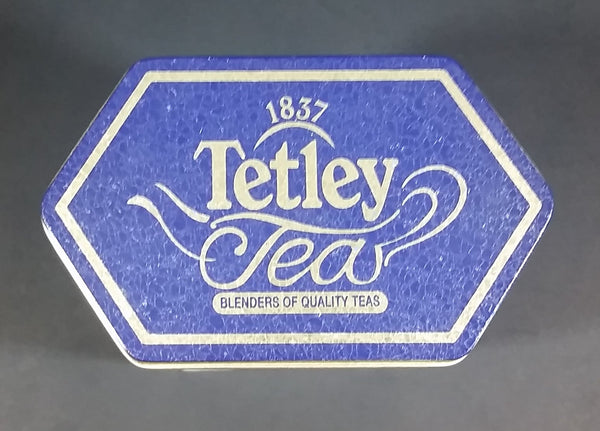 1837
Tetley
Tea
BLENDERS OF QUALITY TEAS